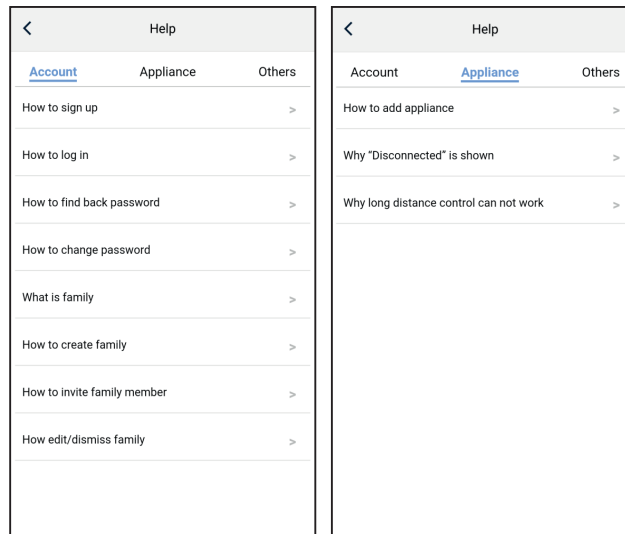 Help
Account Appliance Others
How to sign up >
How to log in >
How to find back password >
How to change password >
What is family >
How to create family >
How to invite family member >
How edit/dismiss family >
Help
Account Appliance Others
How to add appliance >
Why “Disconnected” is shown >
Why long distance control can not work >